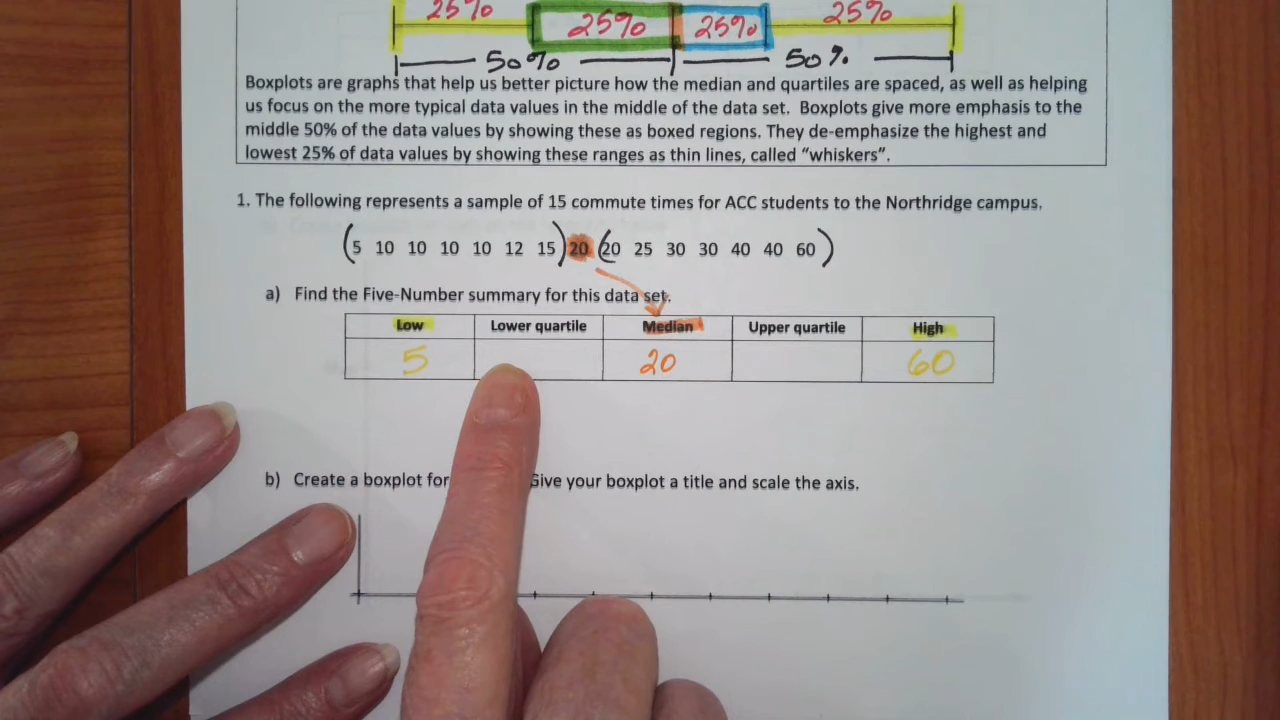 25% 25% 25% 25%
50% 50%
Boxplots are graphs that help us better picture how the median and quartiles are spaced, as well as helping
us focus on the more typical data values in the middle of the data set. Boxplots give more emphasis to the
middle 50% of the data values by showing these as boxed regions. They de-emphasize the highest and
lowest 25% of data values by showing these ranges as thin lines, called “whiskers”.
1. The following represents a sample of 15 commute times for ACC students to the Northridge campus.
(5 10 10 10 10 12 15) 20 (20 25 30 30 40 40 60)
a) Find the Five-Number summary for this data set.
Low Lower quartile Median Upper quartile High
5 20 60
b) Create a boxplot for Give your boxplot a title and scale the axis.